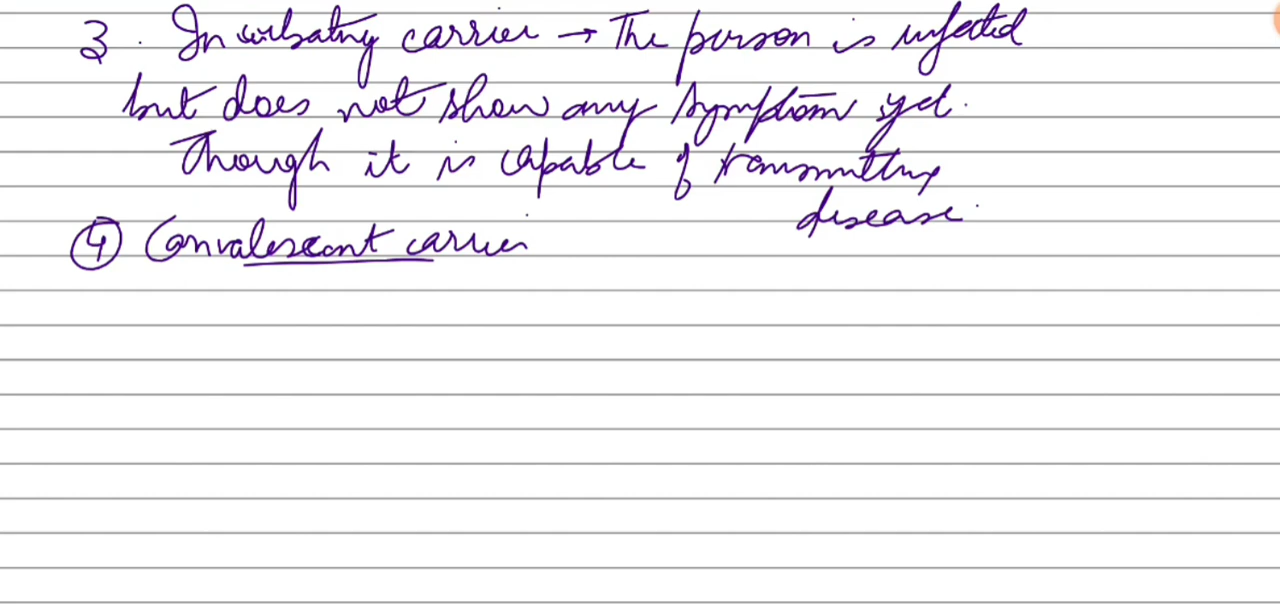 3. Incubating carrier → The person is infected
but does not show any symptom yet.
Though it is capable of transmitting
disease.
④ Convalescent carrier